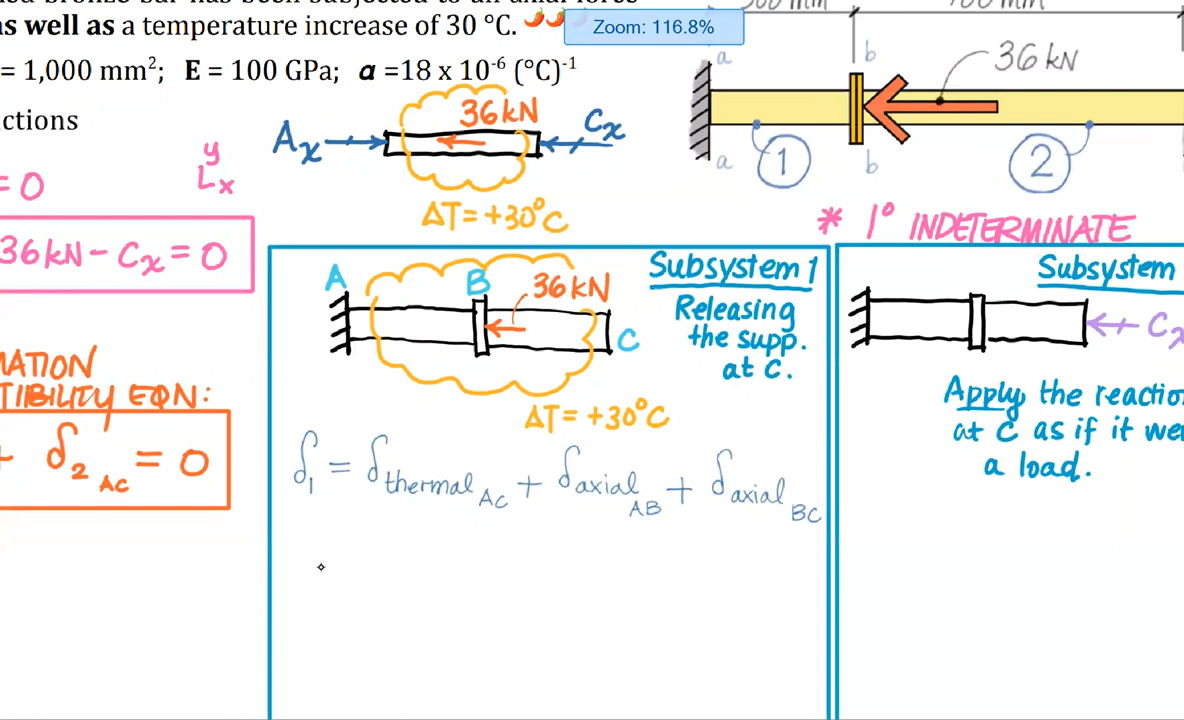 as well as a temperature increase of 30 °C.
Zoom: 116.8%
= 1,000 mm²; E = 100 GPa; α =18 x 10⁻⁶ (°C)⁻¹
ctions
Ax
36 kN
Cx
ΔT = +30°C
= 0
y
x
36 kN - Cx = 0
mm
a
b
36 kN
1
2
a
b
* 1° INDETERMINATE
MATION
TIBILITY EQN:
+ δ2 AC = 0
A
B
36 kN
C
ΔT = +30°C
Subsystem 1
Releasing
the supp.
at C.
δ1 = δthermal AC + δaxial AB + δaxial BC
Subsystem
Cx
Apply the reactio
at C as if it we
a load.